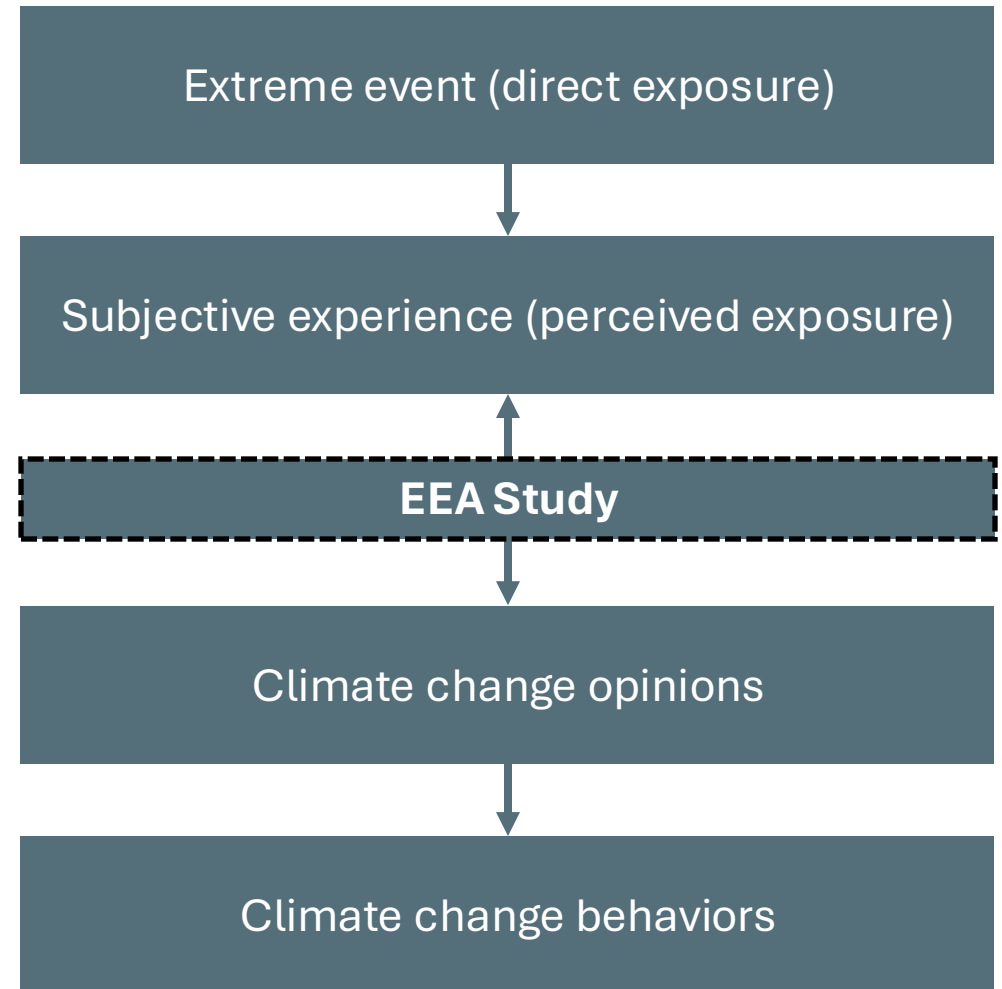 Extreme event (direct exposure)
Subjective experience (perceived exposure)
EEA Study
Climate change opinions
Climate change behaviors